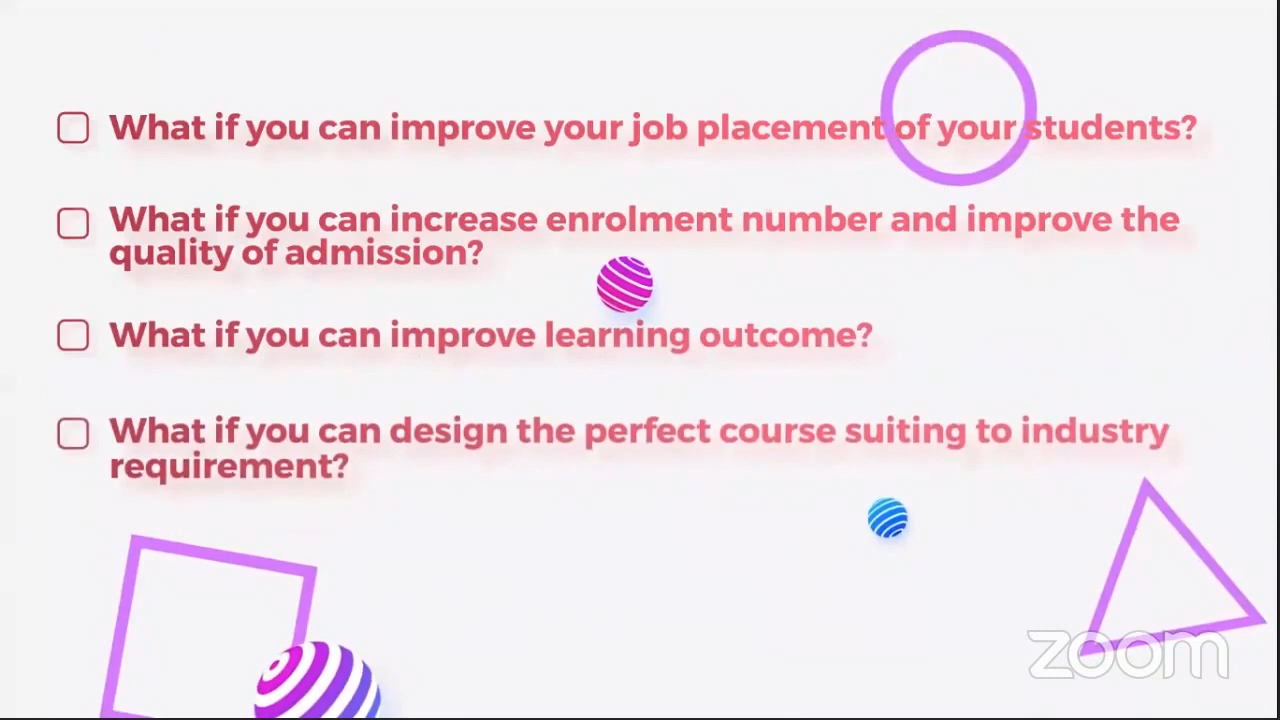 What if you can improve your job placement of your students?
What if you can increase enrolment number and improve the
quality of admission?
What if you can improve learning outcome?
What if you can design the perfect course suiting to industry
requirement?
zoom